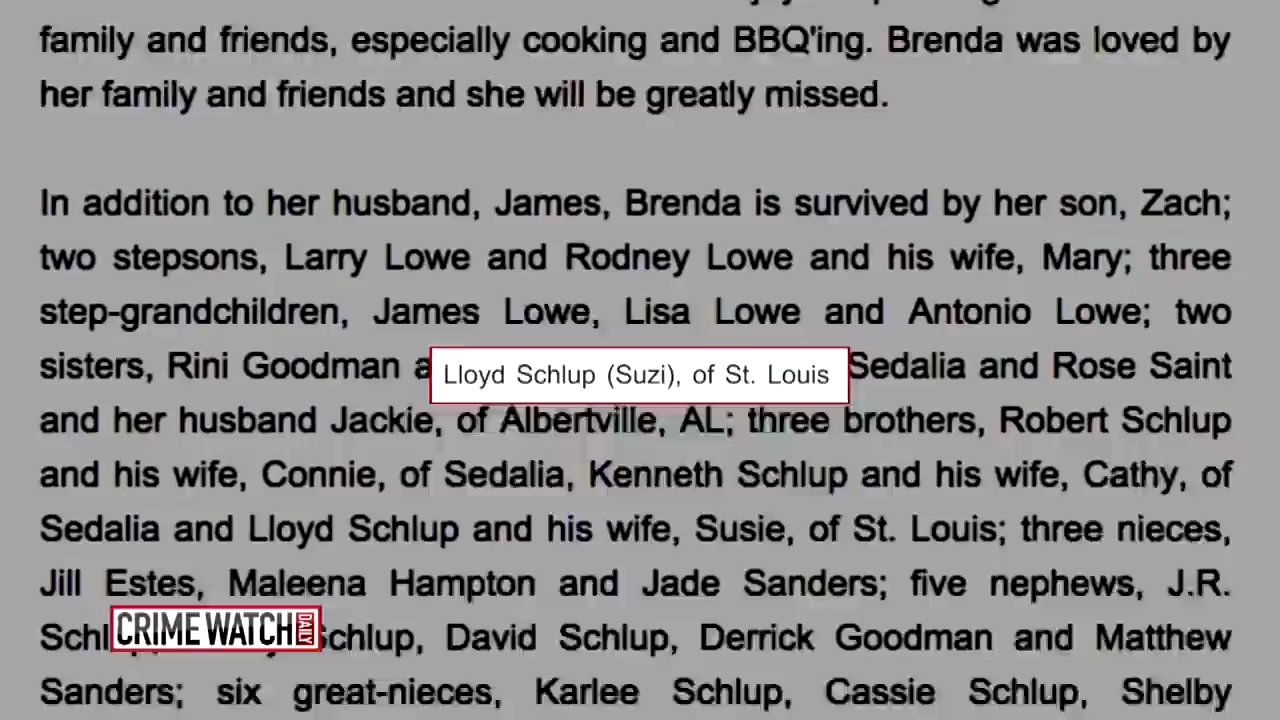 family and friends, especially cooking and BBQ'ing. Brenda was loved by
her family and friends and she will be greatly missed.
In addition to her husband, James, Brenda is survived by her son, Zach;
two stepsons, Larry Lowe and Rodney Lowe and his wife, Mary; three
step-grandchildren, James Lowe, Lisa Lowe and Antonio Lowe; two
sisters, Rini Goodman Sedalia and Rose Saint
Lloyd Schlup (Suzi), of St. Louis
and her husband Jackie, of Albertville, AL; three brothers, Robert Schlup
and his wife, Connie, of Sedalia, Kenneth Schlup and his wife, Cathy, of
Sedalia and Lloyd Schlup and his wife, Susie, of St. Louis; three nieces,
Jill Estes, Maleena Hampton and Jade Sanders; five nephews, J.R.
Schlup, David Schlup, Derrick Goodman and Matthew
CRIME WATCH DAILY
Sanders; six great-nieces, Karlee Schlup, Cassie Schlup, Shelby